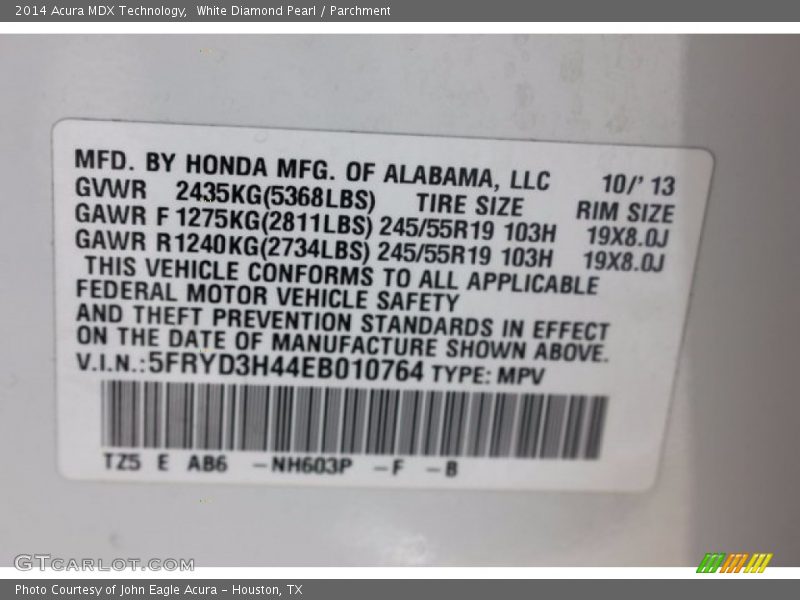 2014 Acura MDX Technology, White Diamond Pearl / Parchment
MFD. BY HONDA MFG. OF ALABAMA, LLC 10/' 13
GVWR 2435KG(5368LBS) TIRE SIZE RIM SIZE
GAWR F 1275KG(2811LBS) 245/55R19 103H 19X8.0J
GAWR R 1240KG(2734LBS) 245/55R19 103H 19X8.0J
THIS VEHICLE CONFORMS TO ALL APPLICABLE
FEDERAL MOTOR VEHICLE SAFETY
AND THEFT PREVENTION STANDARDS IN EFFECT
ON THE DATE OF MANUFACTURE SHOWN ABOVE.
V.I.N.:5FRYD3H44EB010764 TYPE: MPV
TZ5 E AB6 -NH603P -F -B
GTCARLOT.COM
Photo Courtesy of John Eagle Acura - Houston, TX